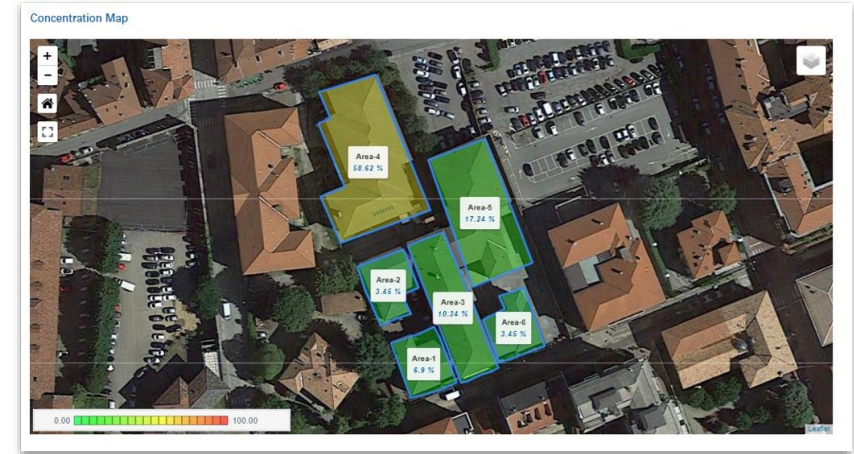 Concentration Map
+
−
Area-4
58.62 %
Area-5
17.24 %
Area-2
3.45 %
Area-3
10.34 %
Area-6
3.45 %
Area-1
6.9 %
0.00 100.00
Leaflet